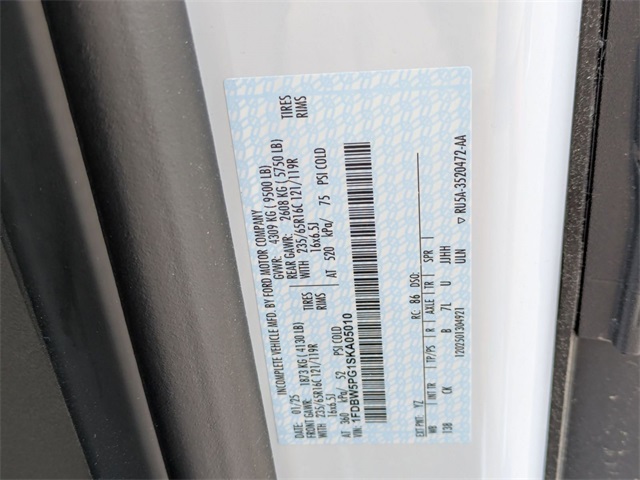 INCOMPLETE VEHICLE MFD. BY FORD MOTOR COMPANY
DATE: 01/25 GVWR: 4309 KG ( 9500 LB)
FRONT GAWR: 1873 KG ( 4130 LB) REAR GAWR: 2608 KG ( 5750 LB)
WITH 235/65R16C 121/119R TIRES WITH 235/65R16C 121/119R TIRES
16x6.5J RIMS 16x6.5J RIMS
AT 360 kPa/ 52 PSI COLD AT 520 kPa/ 75 PSI COLD
VIN: 1FDBW5PG1SKA05010
EXT PNT: YZ RC: 86 DSO:
WB INT TR TP/PS R AXLE TR SPR
138 CK B 7L U UJHH
1202501304921 ULN
▽ RU5A-3520472-AA